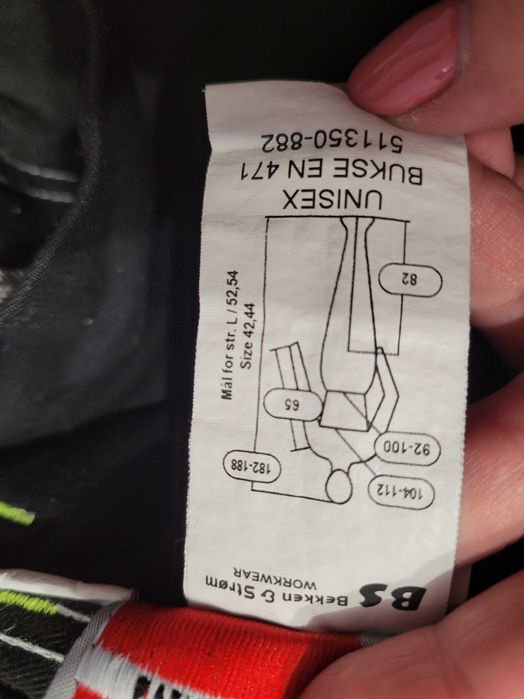 BS Bekken & Strøm
WORKWEAR
104-112
92-100
182-188
65
82
Mål for str. L / 52,54
Size 42,44
UNISEX
BUKSE EN 471
511350-882